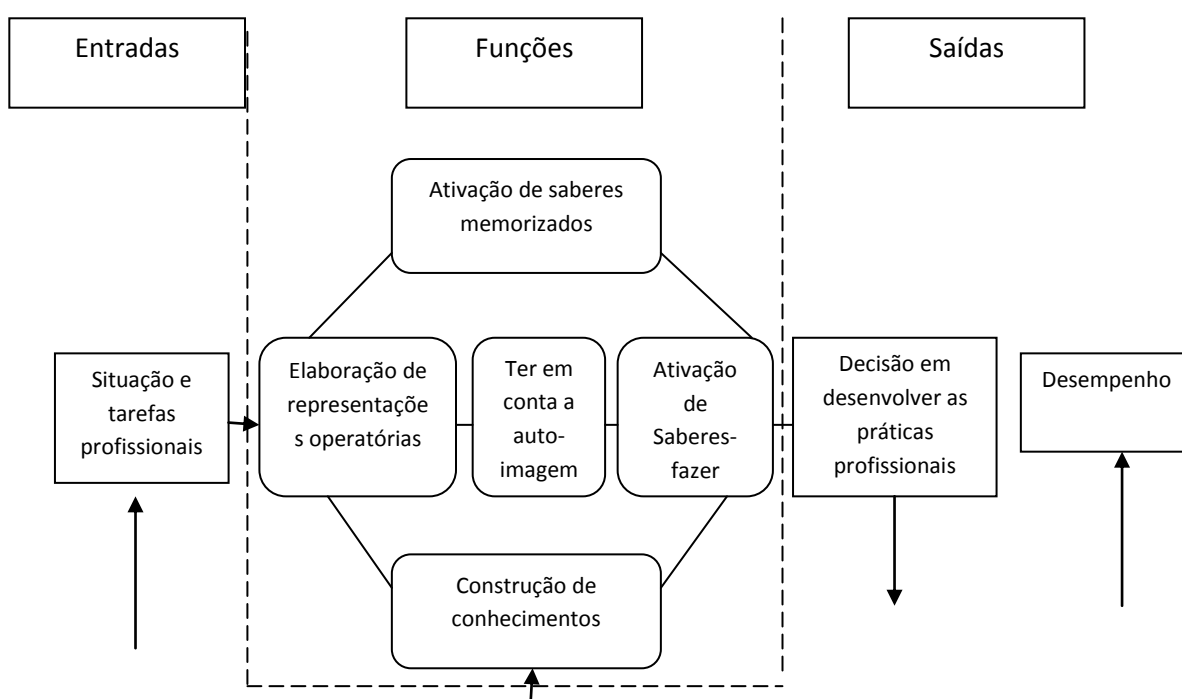 Entradas
Funções
Saídas
Ativação de saberes
memorizados
Situação e
tarefas
profissionais
Elaboração de
representaçõe
s operatórias
Ter em
conta a
auto-
imagem
Ativação
de
Saberes-
fazer
Decisão em
desenvolver as
práticas
profissionais
Desempenho
Construção de
conhecimentos